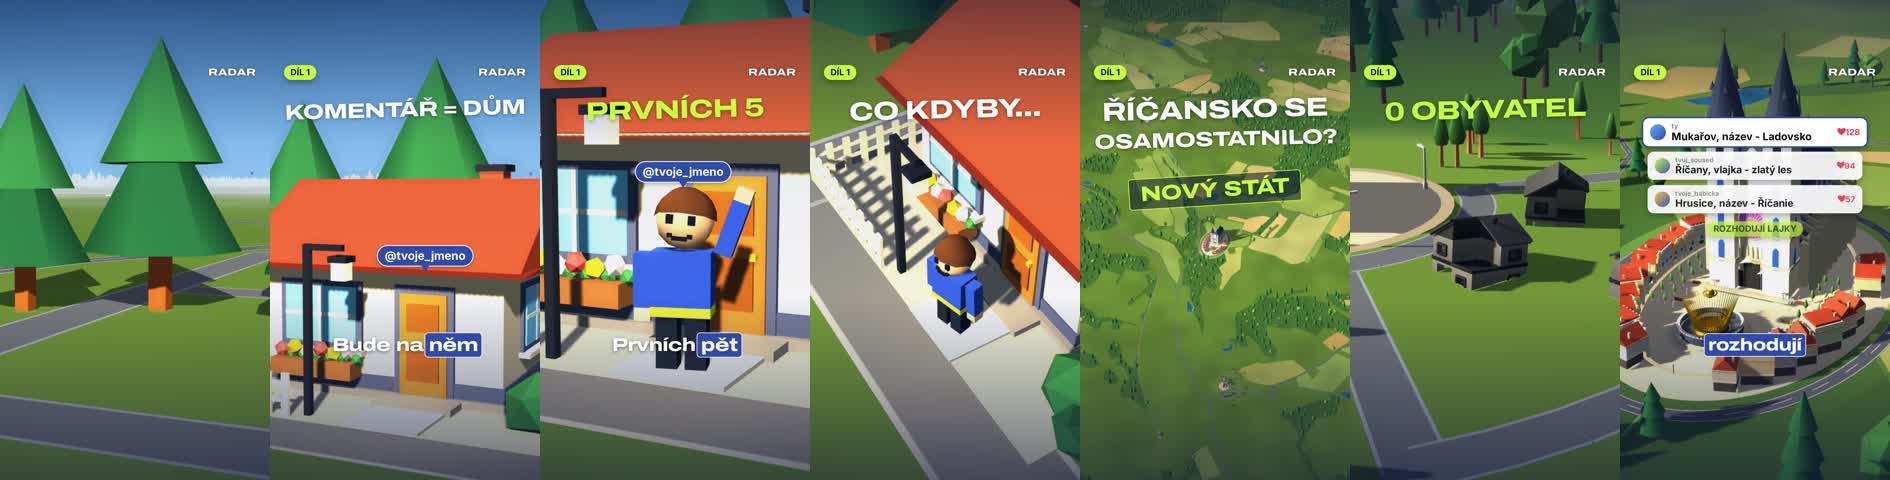 RADAR
DÍL 1
RADAR
KOMENTÁŘ = DŮM
@tvoje_jmeno
Bude na něm
DÍL 1
RADAR
PRVNÍCH 5
@tvoje_jmeno
Prvních pět
DÍL 1
RADAR
CO KDYBY...
DÍL 1
RADAR
ŘÍČANSKO SE
OSAMOSTATNILO?
NOVÝ STÁT
DÍL 1
RADAR
0 OBYVATEL
DÍL 1
RADAR
ty
Mukařov, název - Ladovsko
128
tvuj_soused
Říčany, vlajka - zlatý les
94
tvoje_babicka
Hrusice, název - Říčanie
57
ROZHODUJÍ LAJKY
rozhodují